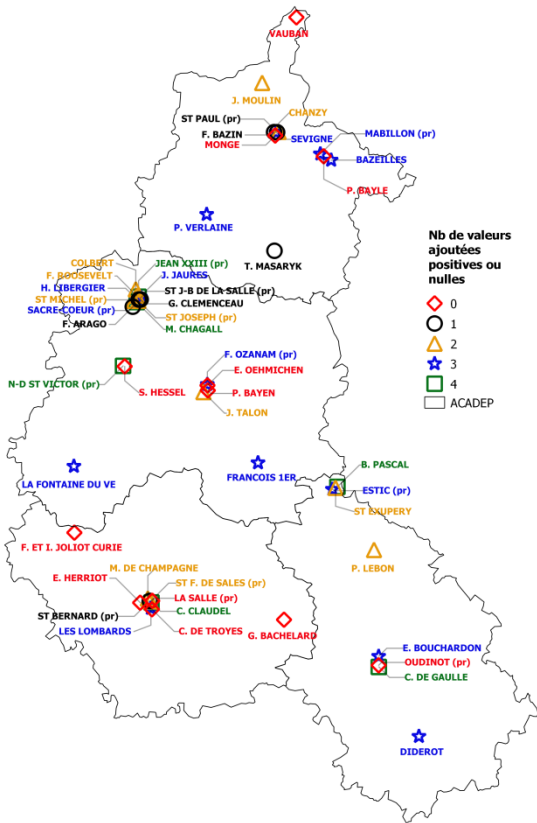 VAUBAN
J. MOULIN
CHANZY
ST PAUL (pr)
F. BAZIN
SEVIGNE
MABILLON (pr)
MONGE
BAZEILLES
P. BAYLE
P. VERLAINE
T. MASARYK
Nb de valeurs
ajoutées
positives ou
nulles
0
1
2
3
4
ACADEP
COLBERT
JEAN XXIII (pr)
F. ROOSEVELT
J. JAURES
H. LIBERGIER
ST J-B DE LA SALLE (pr)
ST MICHEL (pr)
G. CLEMENCEAU
SACRE-COEUR (pr)
ST JOSEPH (pr)
F. ARAGO
M. CHAGALL
F. OZANAM (pr)
E. OEHMICHEN
N-D ST VICTOR (pr)
S. HESSEL
P. BAYEN
J. TALON
B. PASCAL
LA FONTAINE DU VE
FRANCOIS 1ER
ESTIC (pr)
ST EXUPERY
F. ET I. JOLIOT CURIE
P. LEBON
M. DE CHAMPAGNE
E. HERRIOT
ST F. DE SALES (pr)
LA SALLE (pr)
ST BERNARD (pr)
C. CLAUDEL
LES LOMBARDS
C. DE TROYES
G. BACHELARD
E. BOUCHARDON
OUDINOT (pr)
C. DE GAULLE
DIDEROT